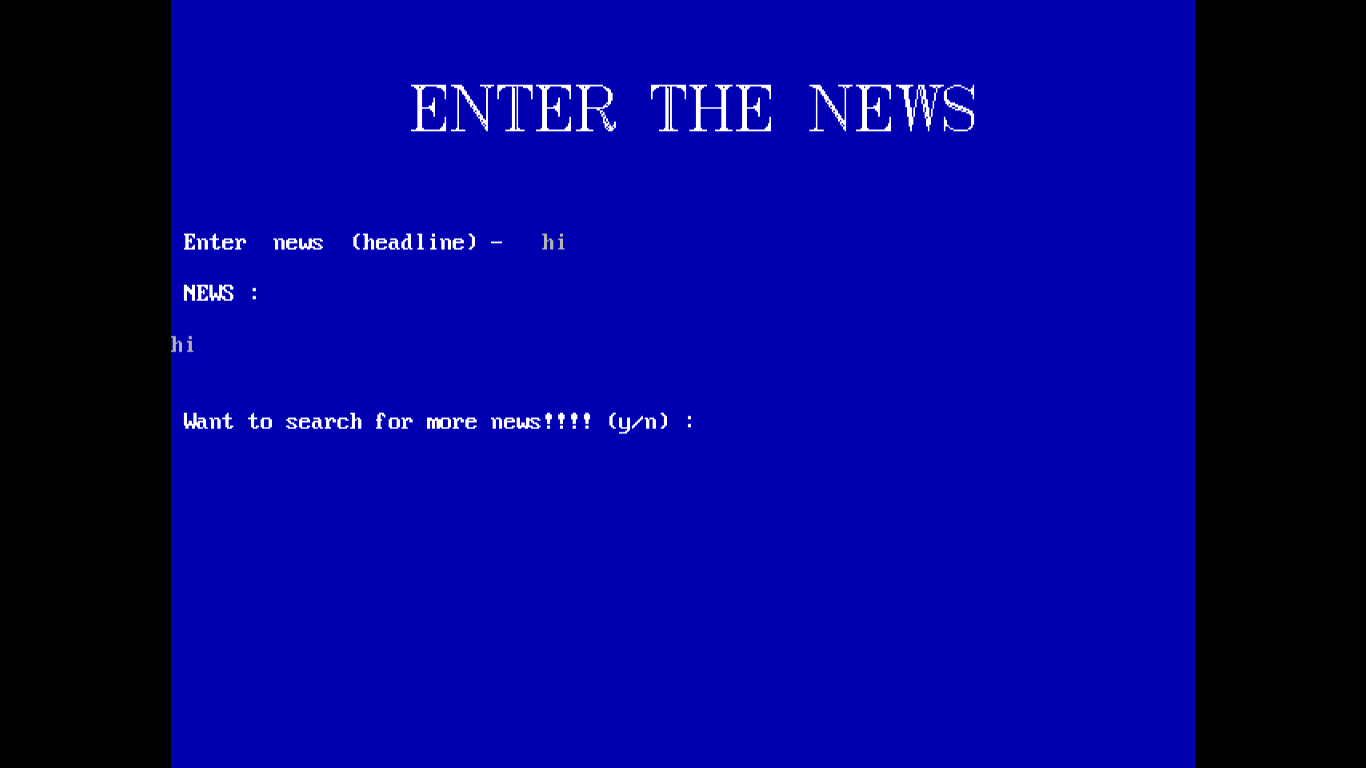 ENTER THE NEWS
Enter news (headline) - hi
NEWS :
hi
Want to search for more news!!!! (y/n) :